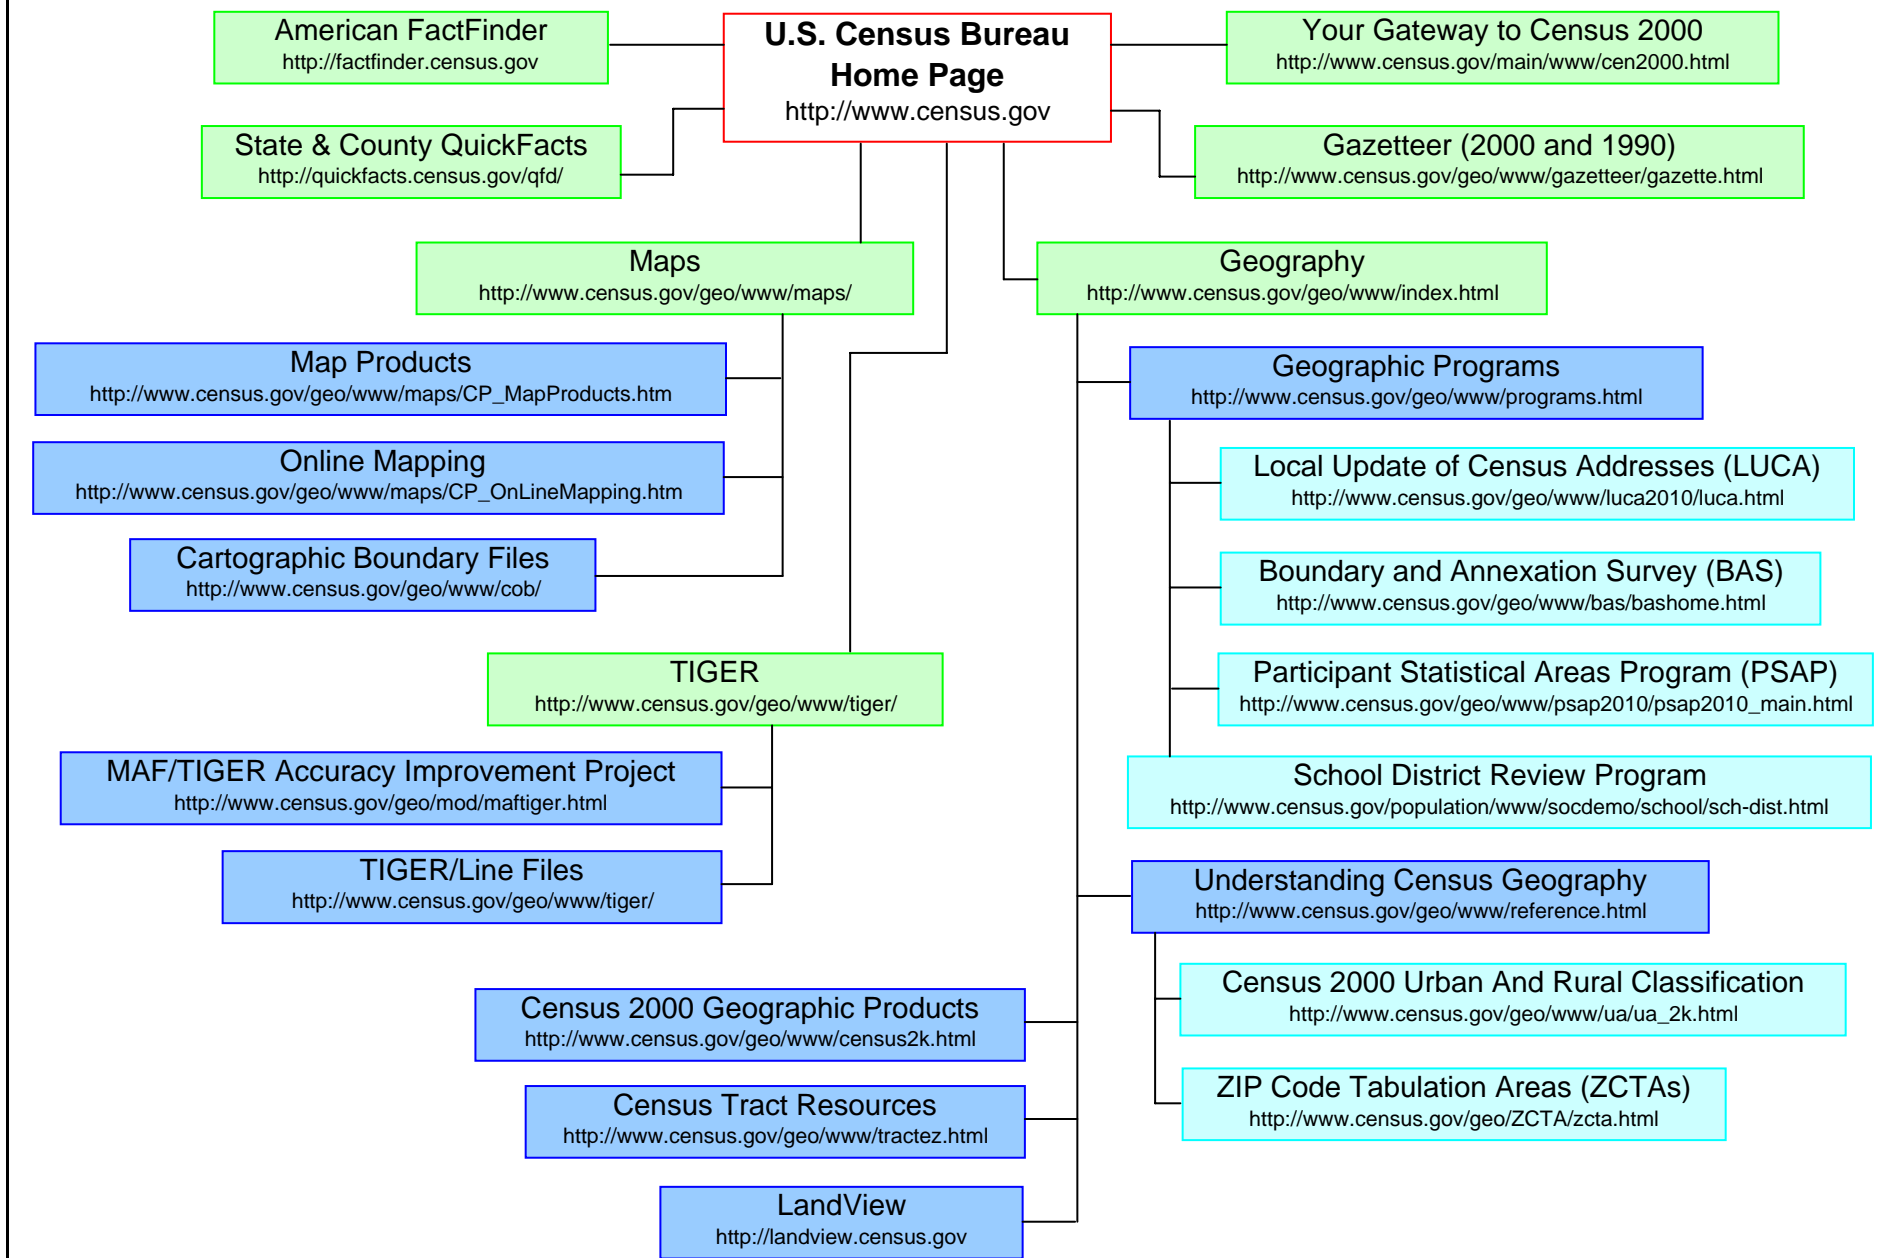 American FactFinder
http://factfinder.census.gov
U.S. Census Bureau
Home Page
http://www.census.gov
Your Gateway to Census 2000
http://www.census.gov/main/www/cen2000.html
State & County QuickFacts
http://quickfacts.census.gov/qfd/
Gazetteer (2000 and 1990)
http://www.census.gov/geo/www/gazetteer/gazette.html
Maps
http://www.census.gov/geo/www/maps/
Geography
http://www.census.gov/geo/www/index.html
Map Products
http://www.census.gov/geo/www/maps/CP_MapProducts.htm
Online Mapping
http://www.census.gov/geo/www/maps/CP_OnLineMapping.htm
Cartographic Boundary Files
http://www.census.gov/geo/www/cob/
TIGER
http://www.census.gov/geo/www/tiger/
MAF/TIGER Accuracy Improvement Project
http://www.census.gov/geo/mod/maftiger.html
TIGER/Line Files
http://www.census.gov/geo/www/tiger/
Geographic Programs
http://www.census.gov/geo/www/programs.html
Local Update of Census Addresses (LUCA)
http://www.census.gov/geo/www/luca2010/luca.html
Boundary and Annexation Survey (BAS)
http://www.census.gov/geo/www/bas/bashome.html
Participant Statistical Areas Program (PSAP)
http://www.census.gov/geo/www/psap2010/psap2010_main.html
School District Review Program
http://www.census.gov/population/www/socdemo/school/sch-dist.html
Understanding Census Geography
http://www.census.gov/geo/www/reference.html
Census 2000 Urban And Rural Classification
http://www.census.gov/geo/www/ua/ua_2k.html
ZIP Code Tabulation Areas (ZCTAs)
http://www.census.gov/geo/ZCTA/zcta.html
Census 2000 Geographic Products
http://www.census.gov/geo/www/census2k.html
Census Tract Resources
http://www.census.gov/geo/www/tractez.html
LandView
http://landview.census.gov